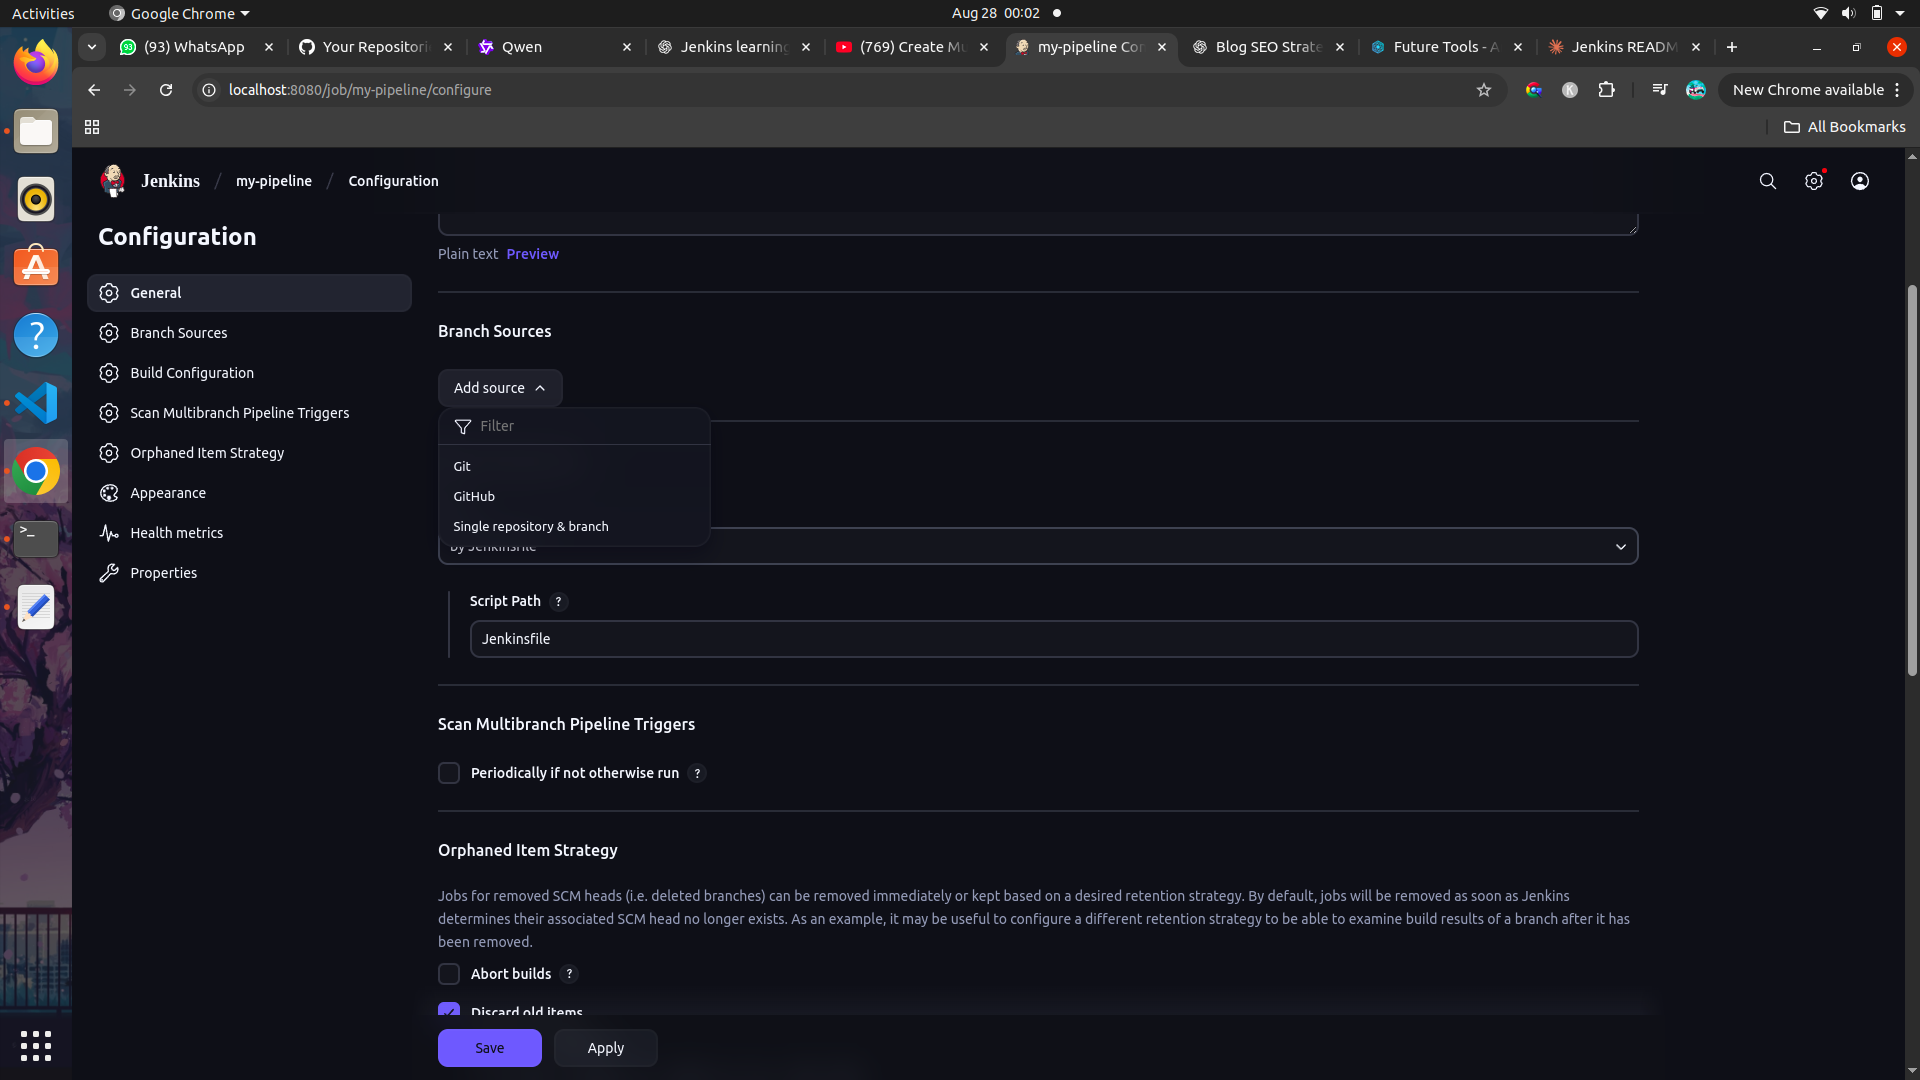 Activities
Google Chrome
Aug 28 00:02
(93) WhatsApp
Your Repositori
Qwen
Jenkins learning
(769) Create Mu
my-pipeline Con
Blog SEO Strate
Future Tools - A
Jenkins READM
localhost:8080/job/my-pipeline/configure
K
New Chrome available
All Bookmarks
Jenkins / my-pipeline / Configuration
Configuration
General
Branch Sources
Build Configuration
Scan Multibranch Pipeline Triggers
Orphaned Item Strategy
Appearance
Health metrics
Properties
Plain text Preview
Branch Sources
Add source
Filter
Git
GitHub
Single repository & branch
by Jenkinsfile
Script Path ?
Jenkinsfile
Scan Multibranch Pipeline Triggers
Periodically if not otherwise run ?
Orphaned Item Strategy
Jobs for removed SCM heads (i.e. deleted branches) can be removed immediately or kept based on a desired retention strategy. By default, jobs will be removed as soon as Jenkins
determines their associated SCM head no longer exists. As an example, it may be useful to configure a different retention strategy to be able to examine build results of a branch after it has
been removed.
Abort builds ?
Discard old items
Save
Apply